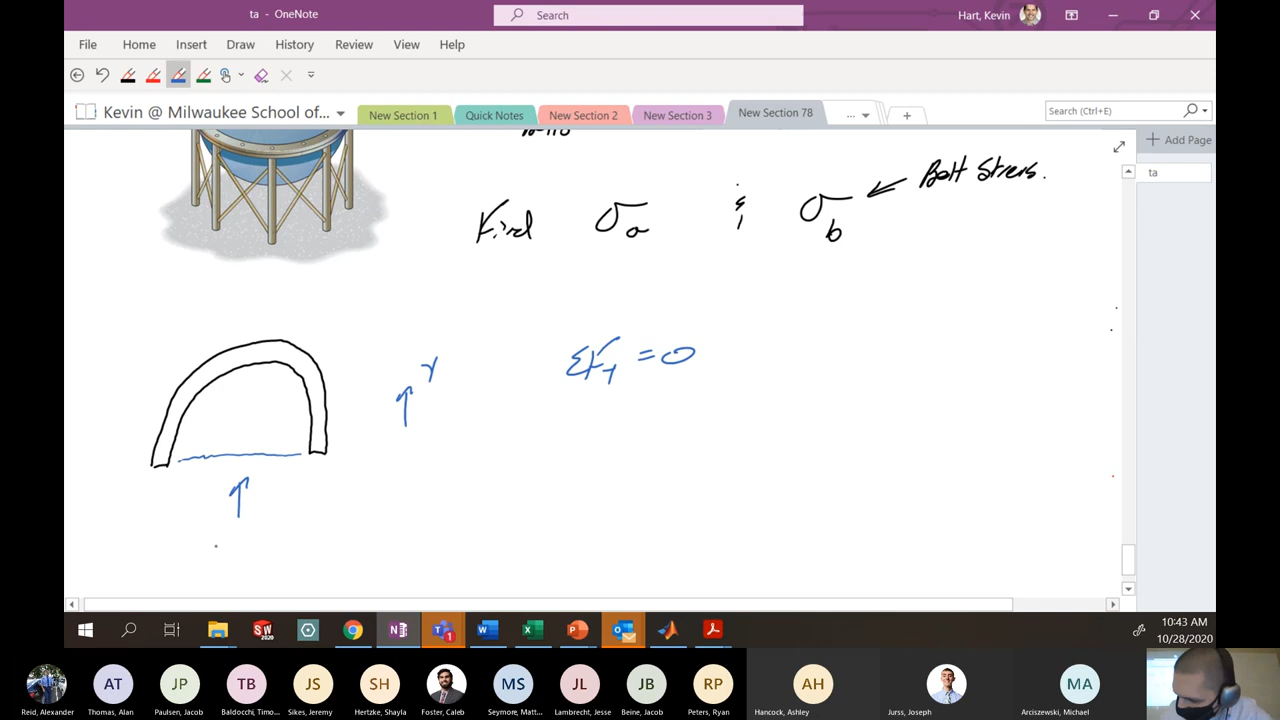 ta - OneNote
Search
Hart, Kevin
File Home Insert Draw History Review View Help
Kevin @ Milwaukee School of...
New Section 1
Quick Notes
New Section 2
New Section 3
New Section 78
...
+
Search (Ctrl+E)
+ Add Page
ta
Bolt Stress.
Find σa & σb
Y
ΣFy = 0
SW
2020
1
10:43 AM
10/28/2020
AT JP TB JS SH MS JL JB RP AH MA
Reid, Alexander Thomas, Alan Paulsen, Jacob Baldocchi, Timo... Sikes, Jeremy Hertzke, Shayla Foster, Caleb Seymore, Matt... Lambrecht, Jesse Beine, Jacob Peters, Ryan Hancock, Ashley Jurss, Joseph Arciszewski, Michael